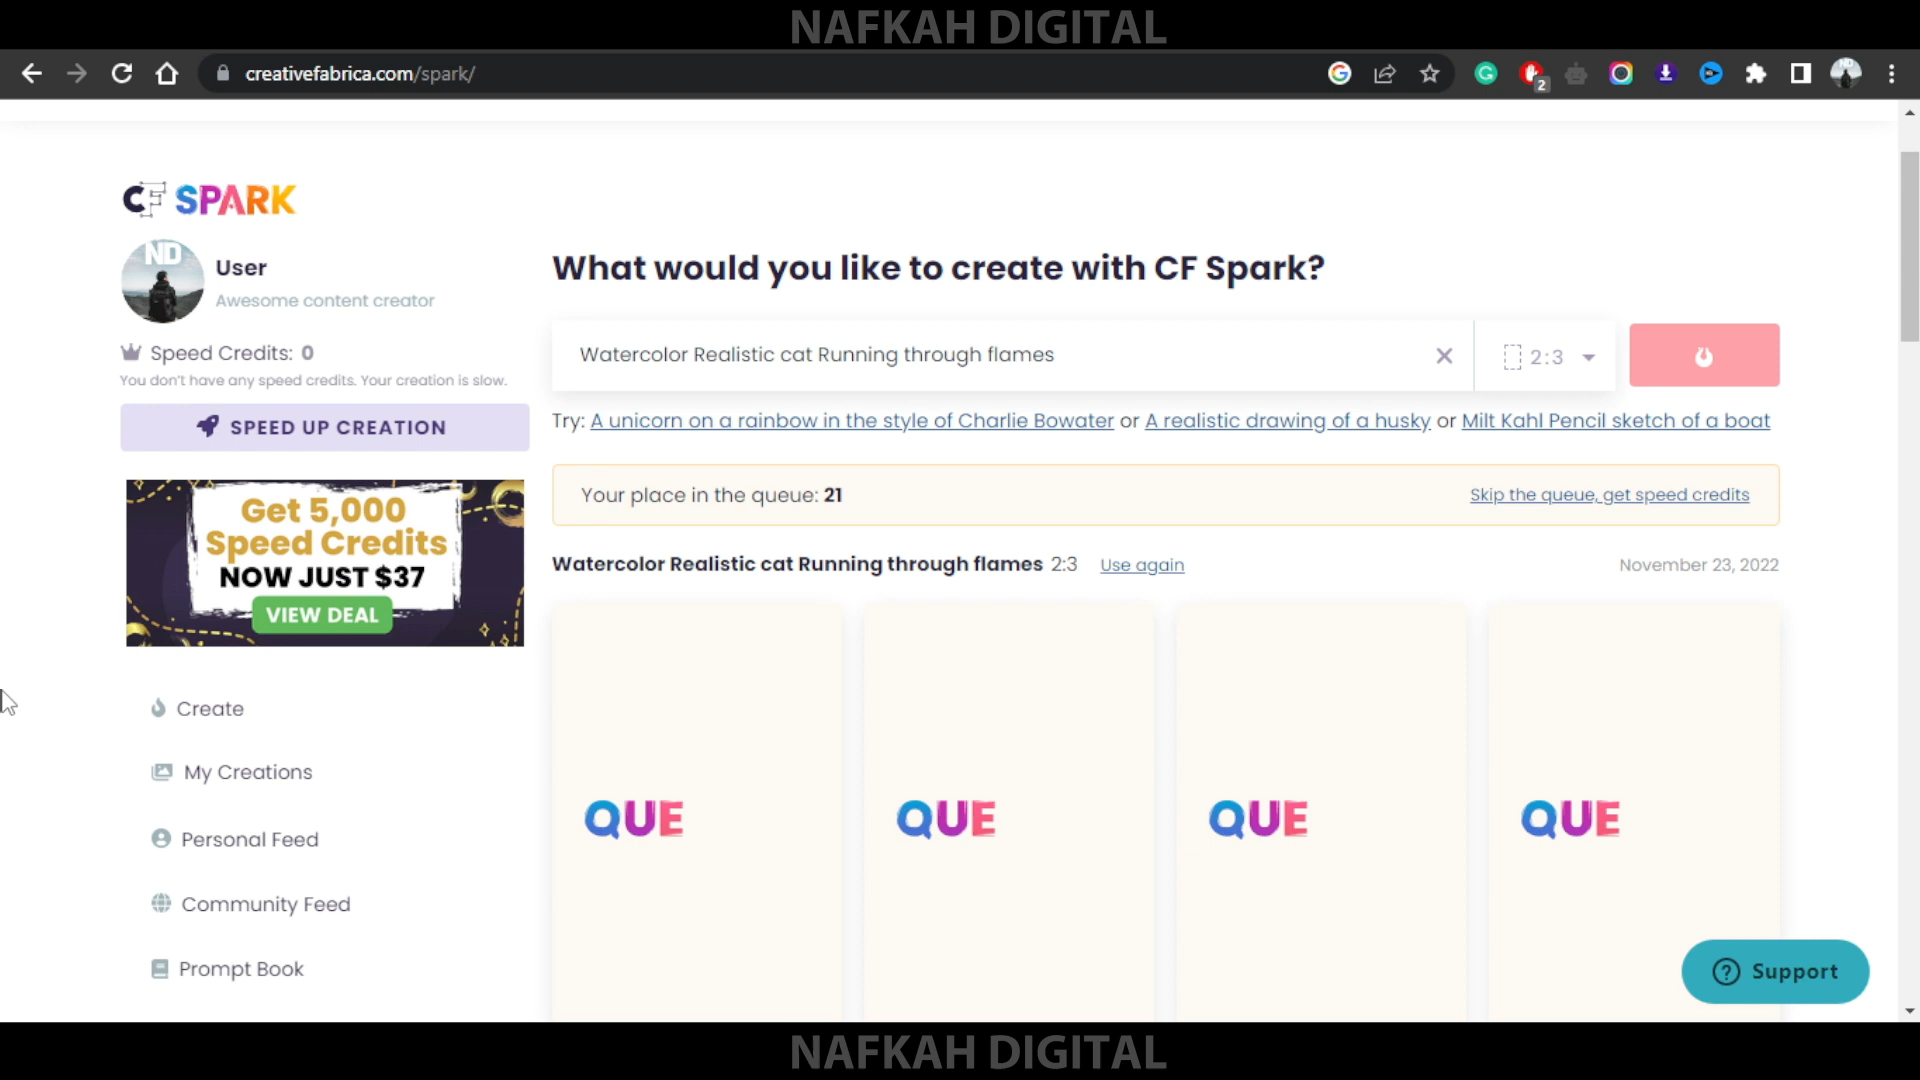 NAFKAH DIGITAL
creativefabrica.com/spark/
2
CF SPARK
ND
User
Awesome content creator
Speed Credits: 0
You don't have any speed credits. Your creation is slow.
SPEED UP CREATION
Get 5,000
Speed Credits
NOW JUST $37
VIEW DEAL
Create
My Creations
Personal Feed
Community Feed
Prompt Book
What would you like to create with CF Spark?
Watercolor Realistic cat Running through flames
2:3
Try: A unicorn on a rainbow in the style of Charlie Bowater or A realistic drawing of a husky or Milt Kahl Pencil sketch of a boat
Your place in the queue: 21
Skip the queue, get speed credits
Watercolor Realistic cat Running through flames 2:3 Use again
November 23, 2022
QUE QUE QUE QUE
Support
NAFKAH DIGITAL